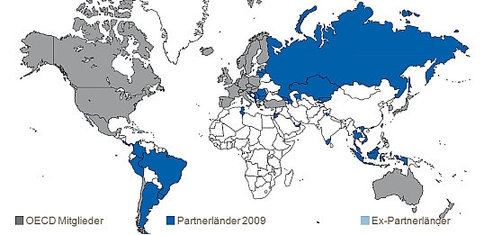 OECD Mitglieder
Partnerländer 2009
Ex-Partnerländer